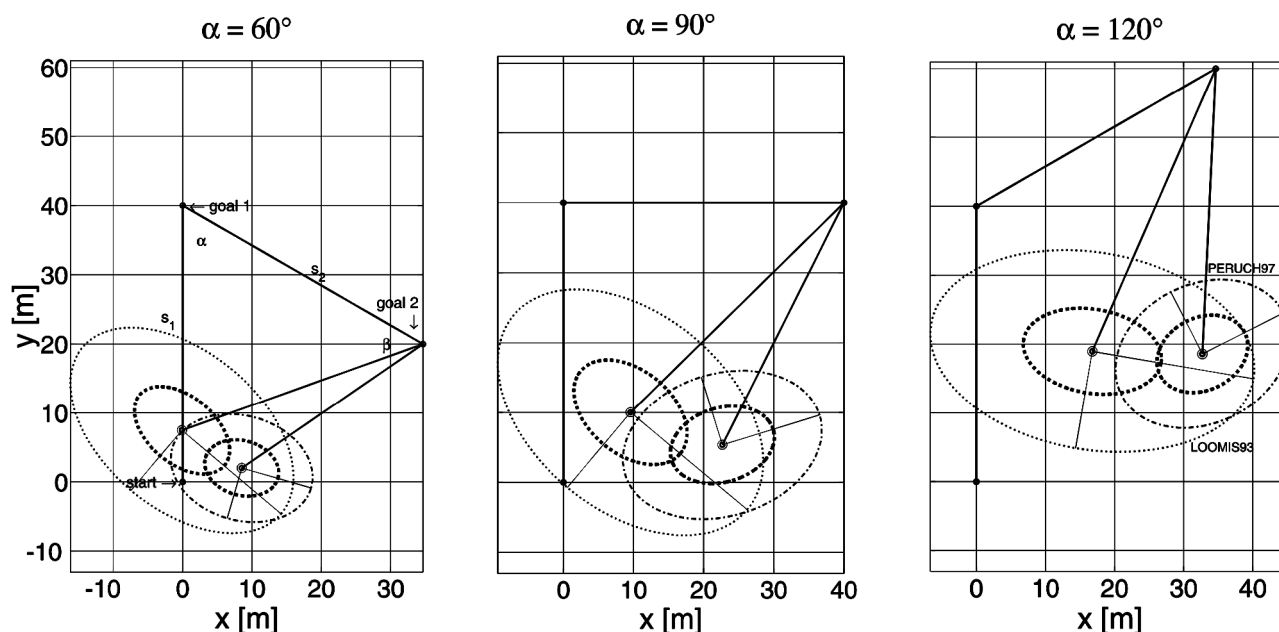 α = 60°
α = 90°
α = 120°
60
50
40
30
20
10
0
-10
y [m]
← goal 1
α
s₂
goal 2
↓
s₁
β
start →
PERUCH97
LOOMIS93
-10 0 10 20 30
0 10 20 30 40
0 10 20 30 40
x [m]
x [m]
x [m]